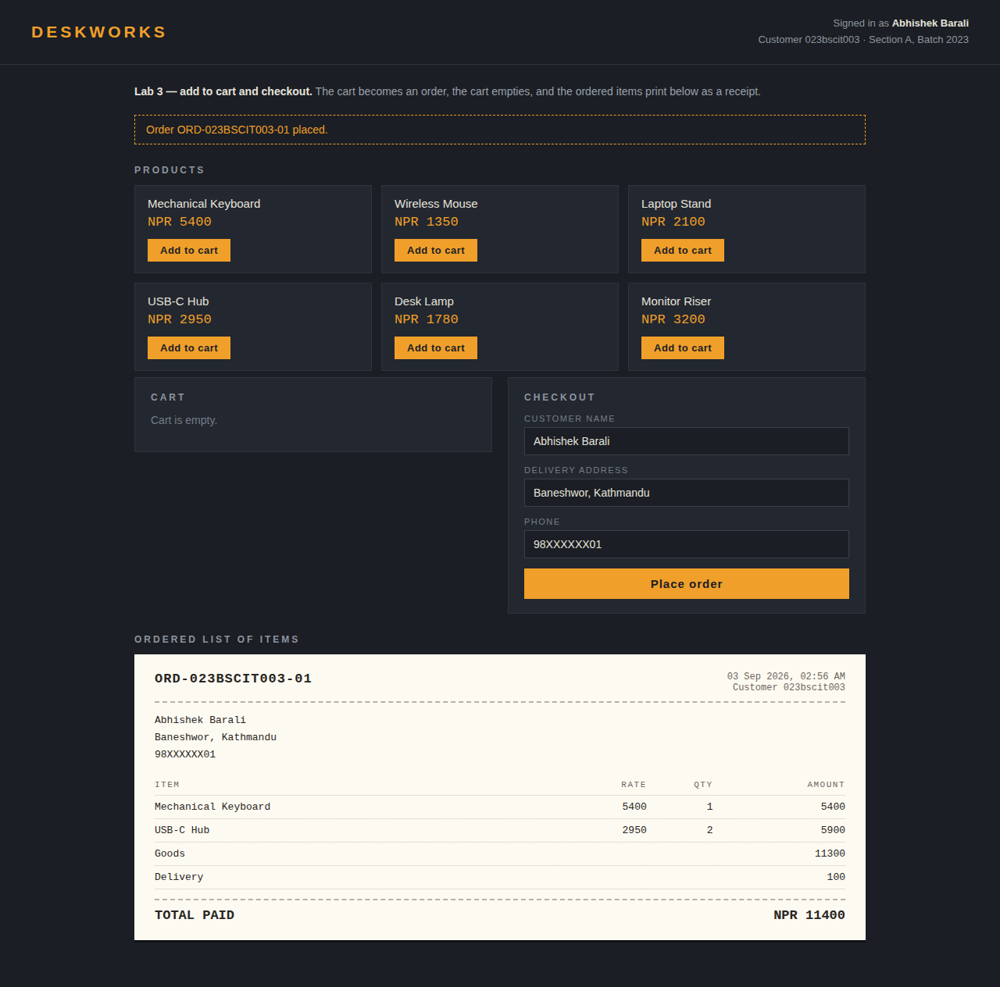 DESKWORKS
Signed in as Abhishek Barali
Customer 023bscit003 · Section A, Batch 2023
Lab 3 — add to cart and checkout. The cart becomes an order, the cart empties, and the ordered items print below as a receipt.
Order ORD-023BSCIT003-01 placed.
PRODUCTS
Mechanical Keyboard
NPR 5400
Add to cart
Wireless Mouse
NPR 1350
Add to cart
Laptop Stand
NPR 2100
Add to cart
USB-C Hub
NPR 2950
Add to cart
Desk Lamp
NPR 1780
Add to cart
Monitor Riser
NPR 3200
Add to cart
CART
Cart is empty.
CHECKOUT
CUSTOMER NAME
Abhishek Barali
DELIVERY ADDRESS
Baneshwor, Kathmandu
PHONE
98XXXXXX01
Place order
ORDERED LIST OF ITEMS
ORD-023BSCIT003-01
03 Sep 2026, 02:56 AM
Customer 023bscit003
Abhishek Barali
Baneshwor, Kathmandu
98XXXXXX01
ITEM RATE QTY AMOUNT
Mechanical Keyboard 5400 1 5400
USB-C Hub 2950 2 5900
Goods 11300
Delivery 100
TOTAL PAID NPR 11400